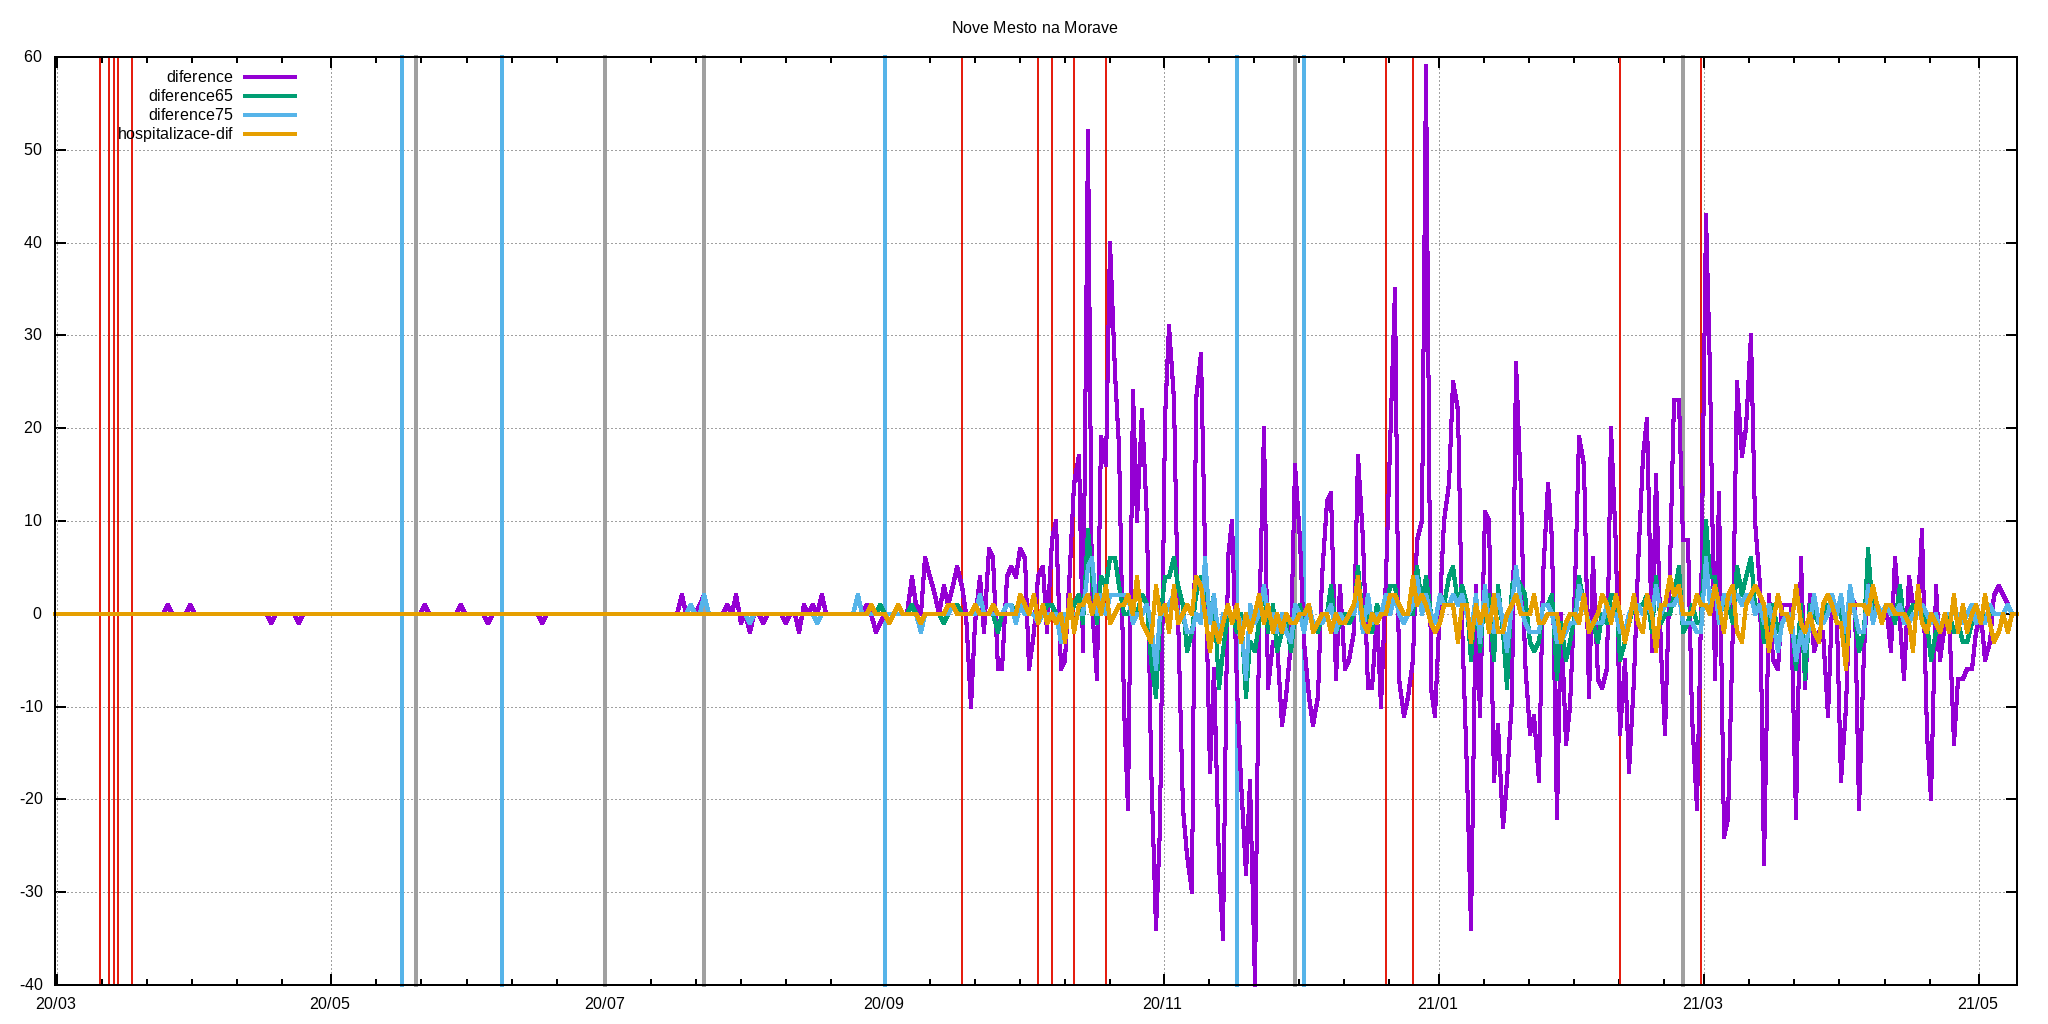 Nove Mesto na Morave
60
50
40
30
20
10
0
-10
-20
-30
-40
diference
diference65
diference75
hospitalizace-dif
20/03 20/05 20/07 20/09 20/11 21/01 21/03 21/05